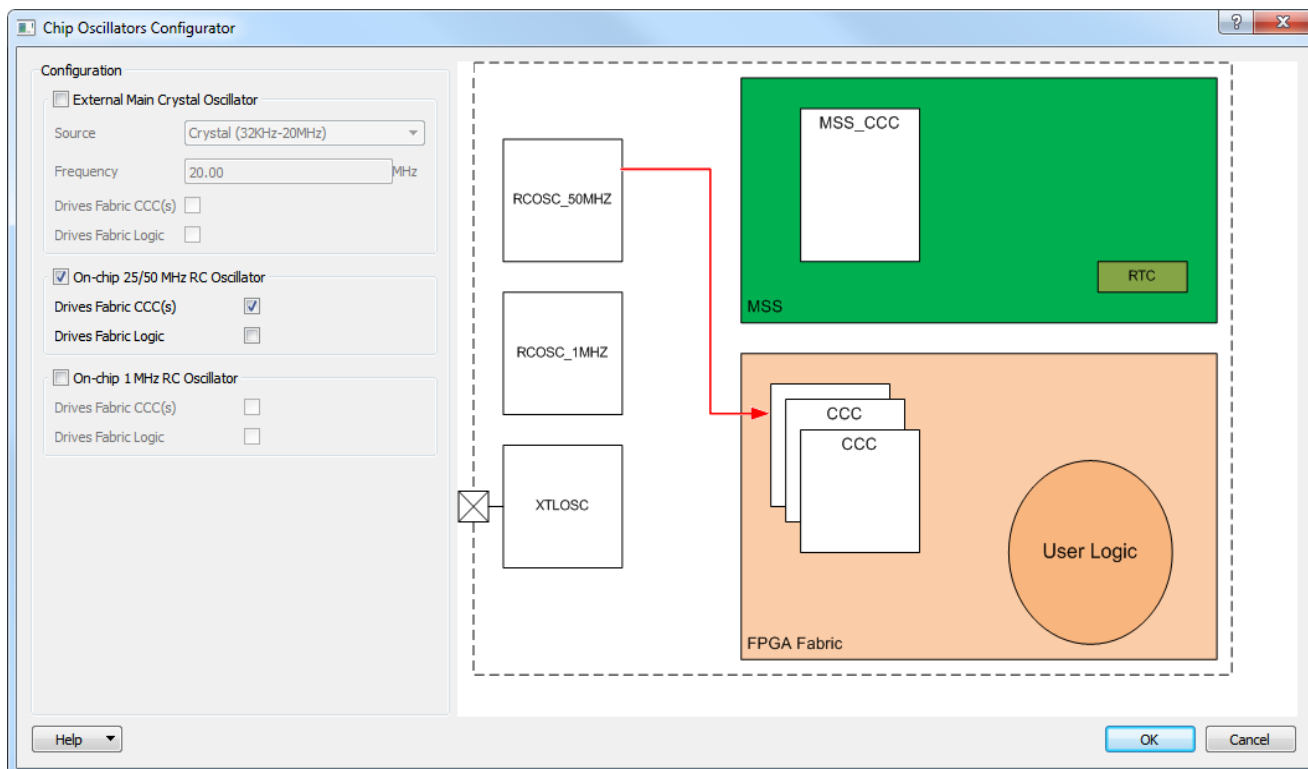 Chip Oscillators Configurator
Configuration
External Main Crystal Oscillator
Source Crystal (32KHz-20MHz)
Frequency 20.00 MHz
Drives Fabric CCC(s)
Drives Fabric Logic
On-chip 25/50 MHz RC Oscillator
Drives Fabric CCC(s)
Drives Fabric Logic
On-chip 1 MHz RC Oscillator
Drives Fabric CCC(s)
Drives Fabric Logic
RCOSC_50MHZ
RCOSC_1MHZ
XTLOSC
MSS_CCC
RTC
MSS
CCC
CCC
User Logic
FPGA Fabric
Help
OK
Cancel